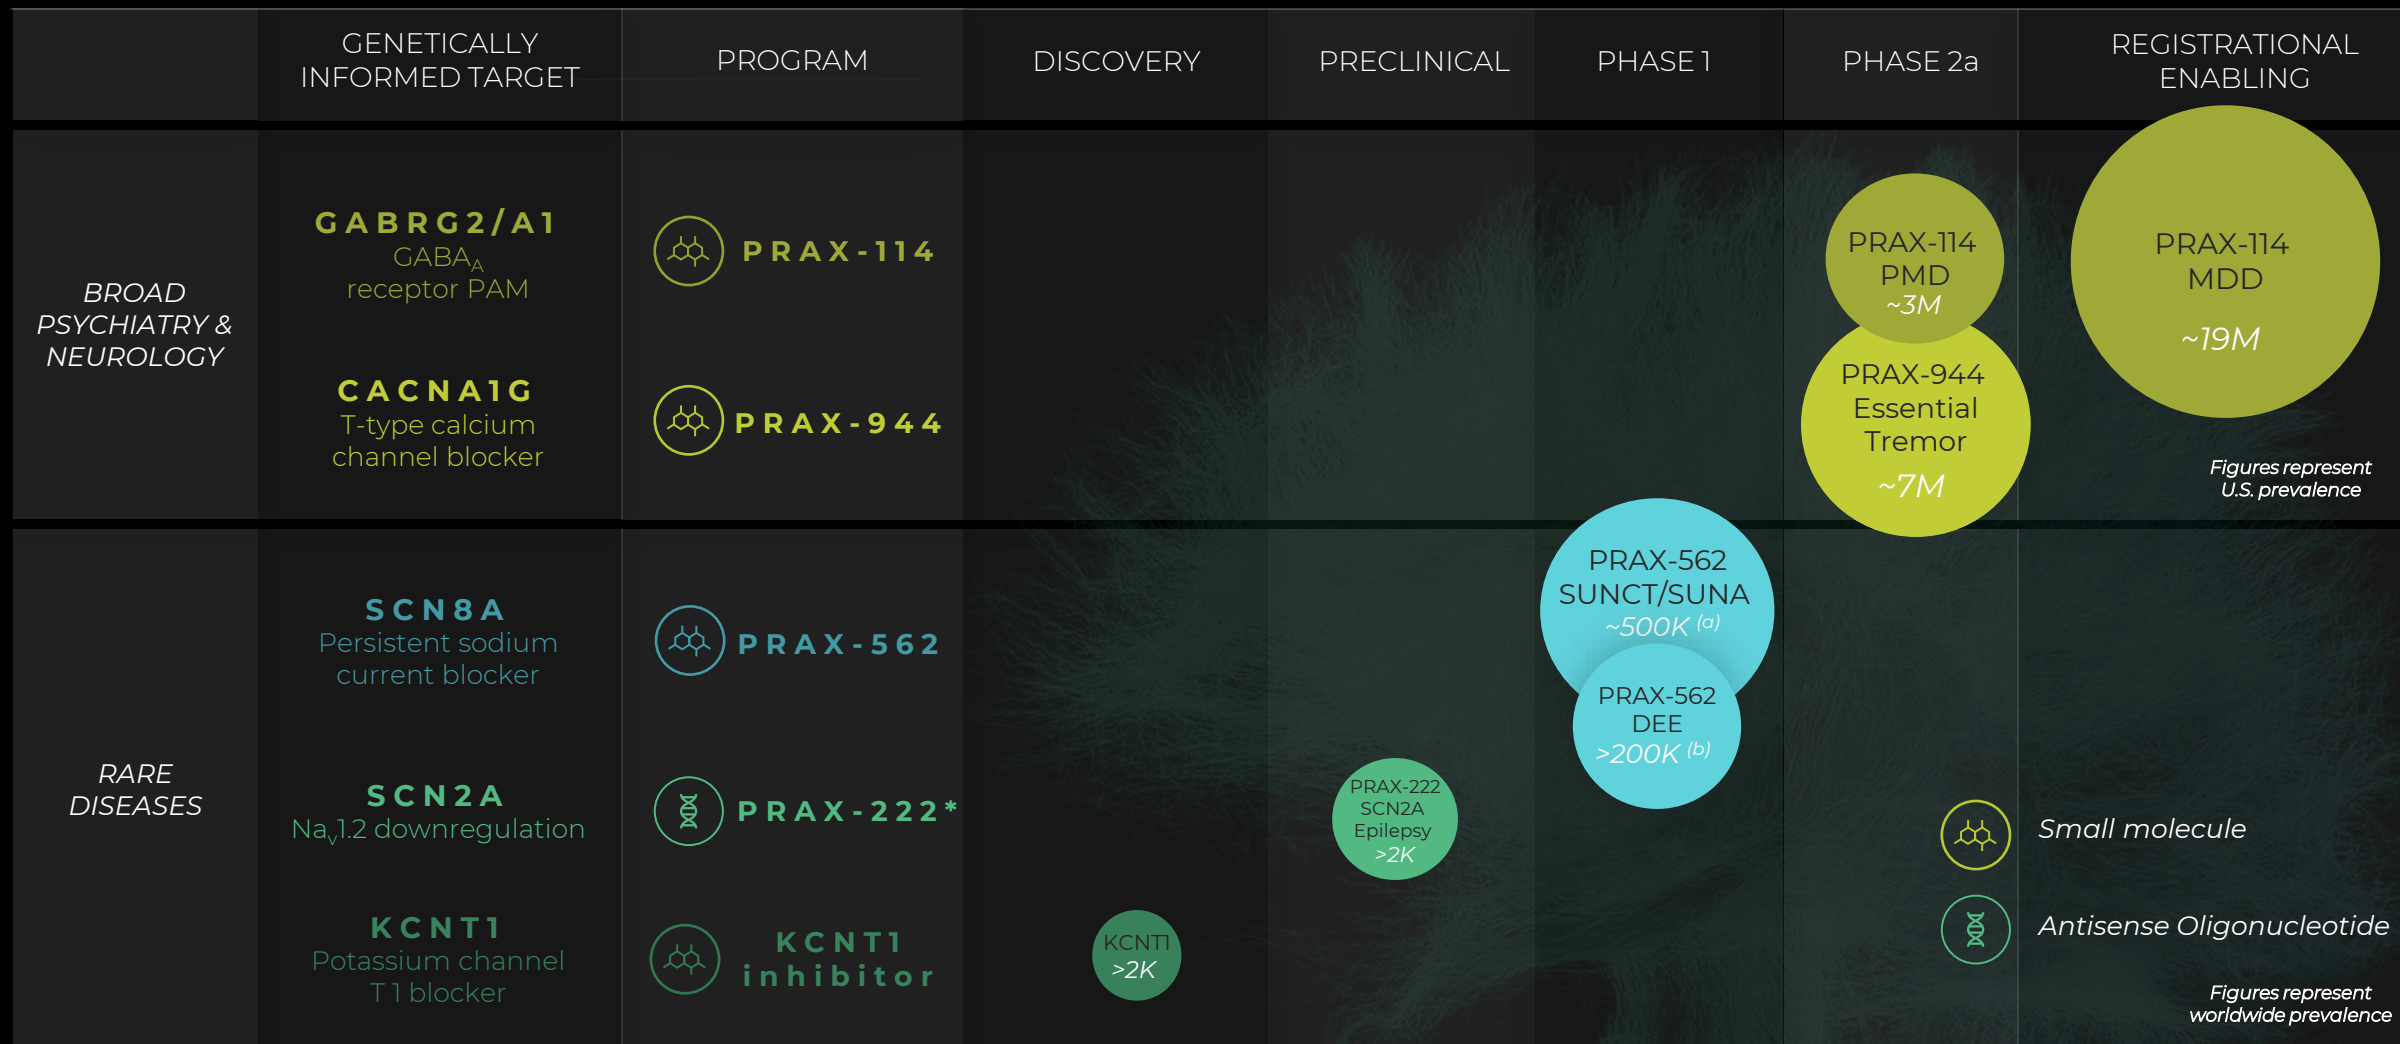 GENETICALLY
INFORMED TARGET
PROGRAM
DISCOVERY
PRECLINICAL
PHASE 1
PHASE 2a
REGISTRATIONAL
ENABLING
BROAD
PSYCHIATRY &
NEUROLOGY
GABRG2/A1
GABAA
receptor PAM
PRAX-114
PRAX-114
PMD
~3M
PRAX-114
MDD
~19M
CACNA1G
T-type calcium
channel blocker
PRAX-944
PRAX-944
Essential
Tremor
~7M
Figures represent
U.S. prevalence
RARE
DISEASES
SCN8A
Persistent sodium
current blocker
PRAX-562
PRAX-562
SUNCT/SUNA
~500K (a)
PRAX-562
DEE
>200K (b)
SCN2A
Nav1.2 downregulation
PRAX-222*
PRAX-222
SCN2A
Epilepsy
>2K
KCNT1
Potassium channel
T 1 blocker
KCNT1
inhibitor
KCNT1
>2K
Small molecule
Antisense Oligonucleotide
Figures represent
worldwide prevalence